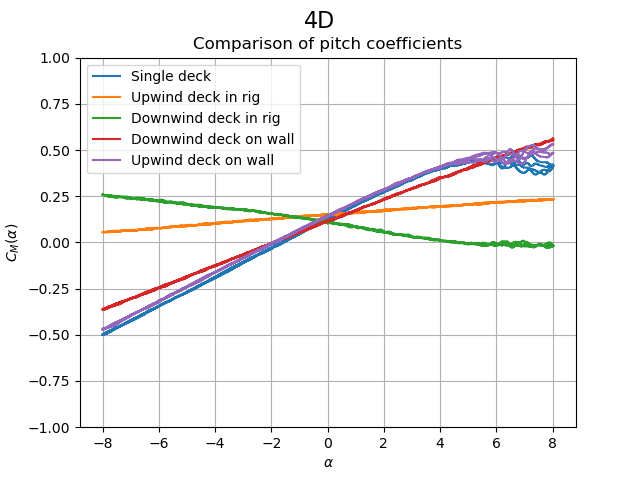 4D
Comparison of pitch coefficients
Single deck
Upwind deck in rig
Downwind deck in rig
Downwind deck on wall
Upwind deck on wall
1.00
0.75
0.50
0.25
0.00
−0.25
−0.50
−0.75
−1.00
C_M(α)
−8 −6 −4 −2 0 2 4 6 8
α